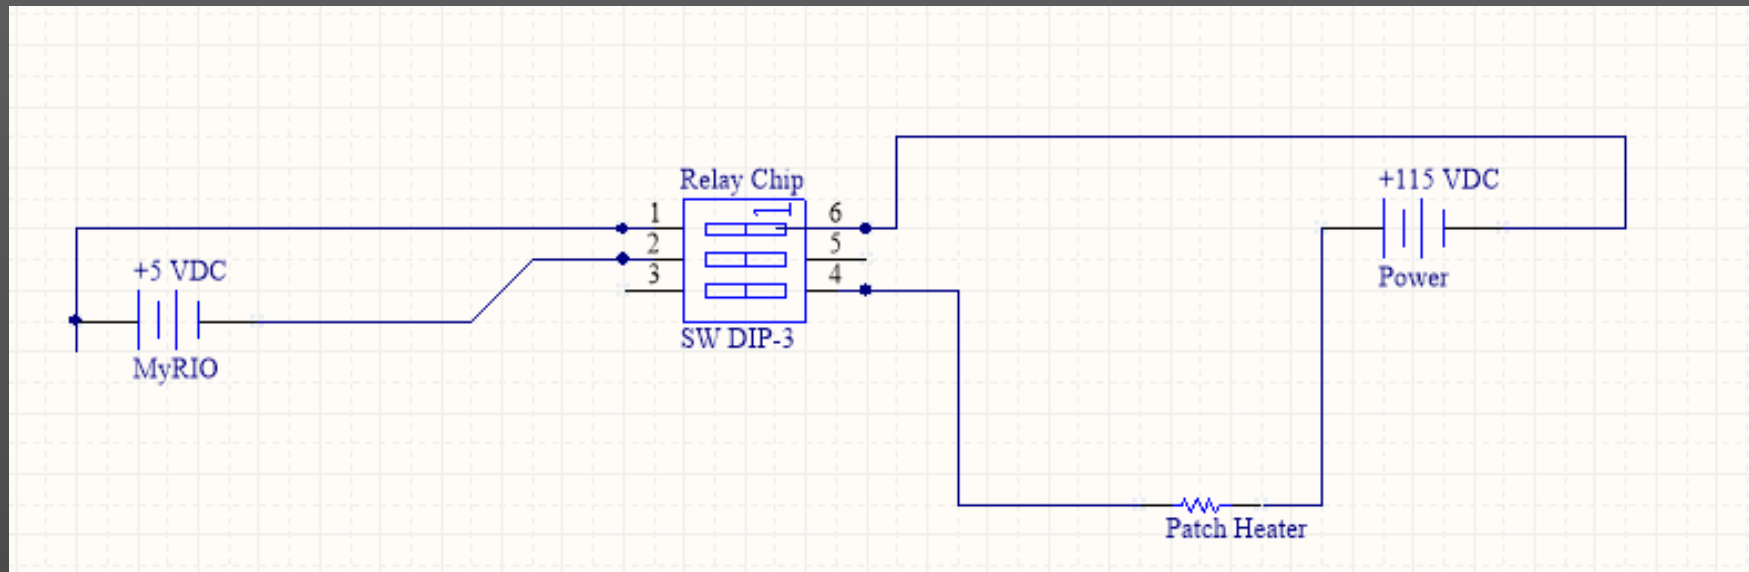 Relay Chip
+115 VDC
1
6
2
5
+5 VDC
3
4
Power
SW DIP-3
MyRIO
Patch Heater